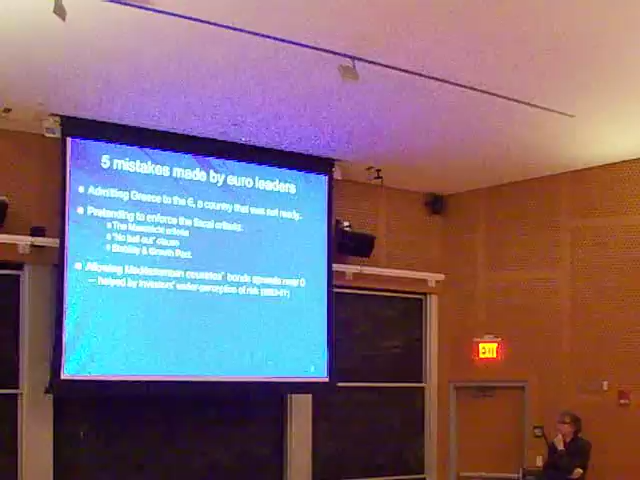 5 mistakes made by euro leaders
Admitting Greece to the €, a country that was not ready.
Pretending to enforce the fiscal criteria:
The Maastricht criteria
"No bail out" clause
Stability & Growth Pact.
Allowing Mediterranean countries' bonds spreads near 0
– helped by investors' under-perception of risk
EXIT